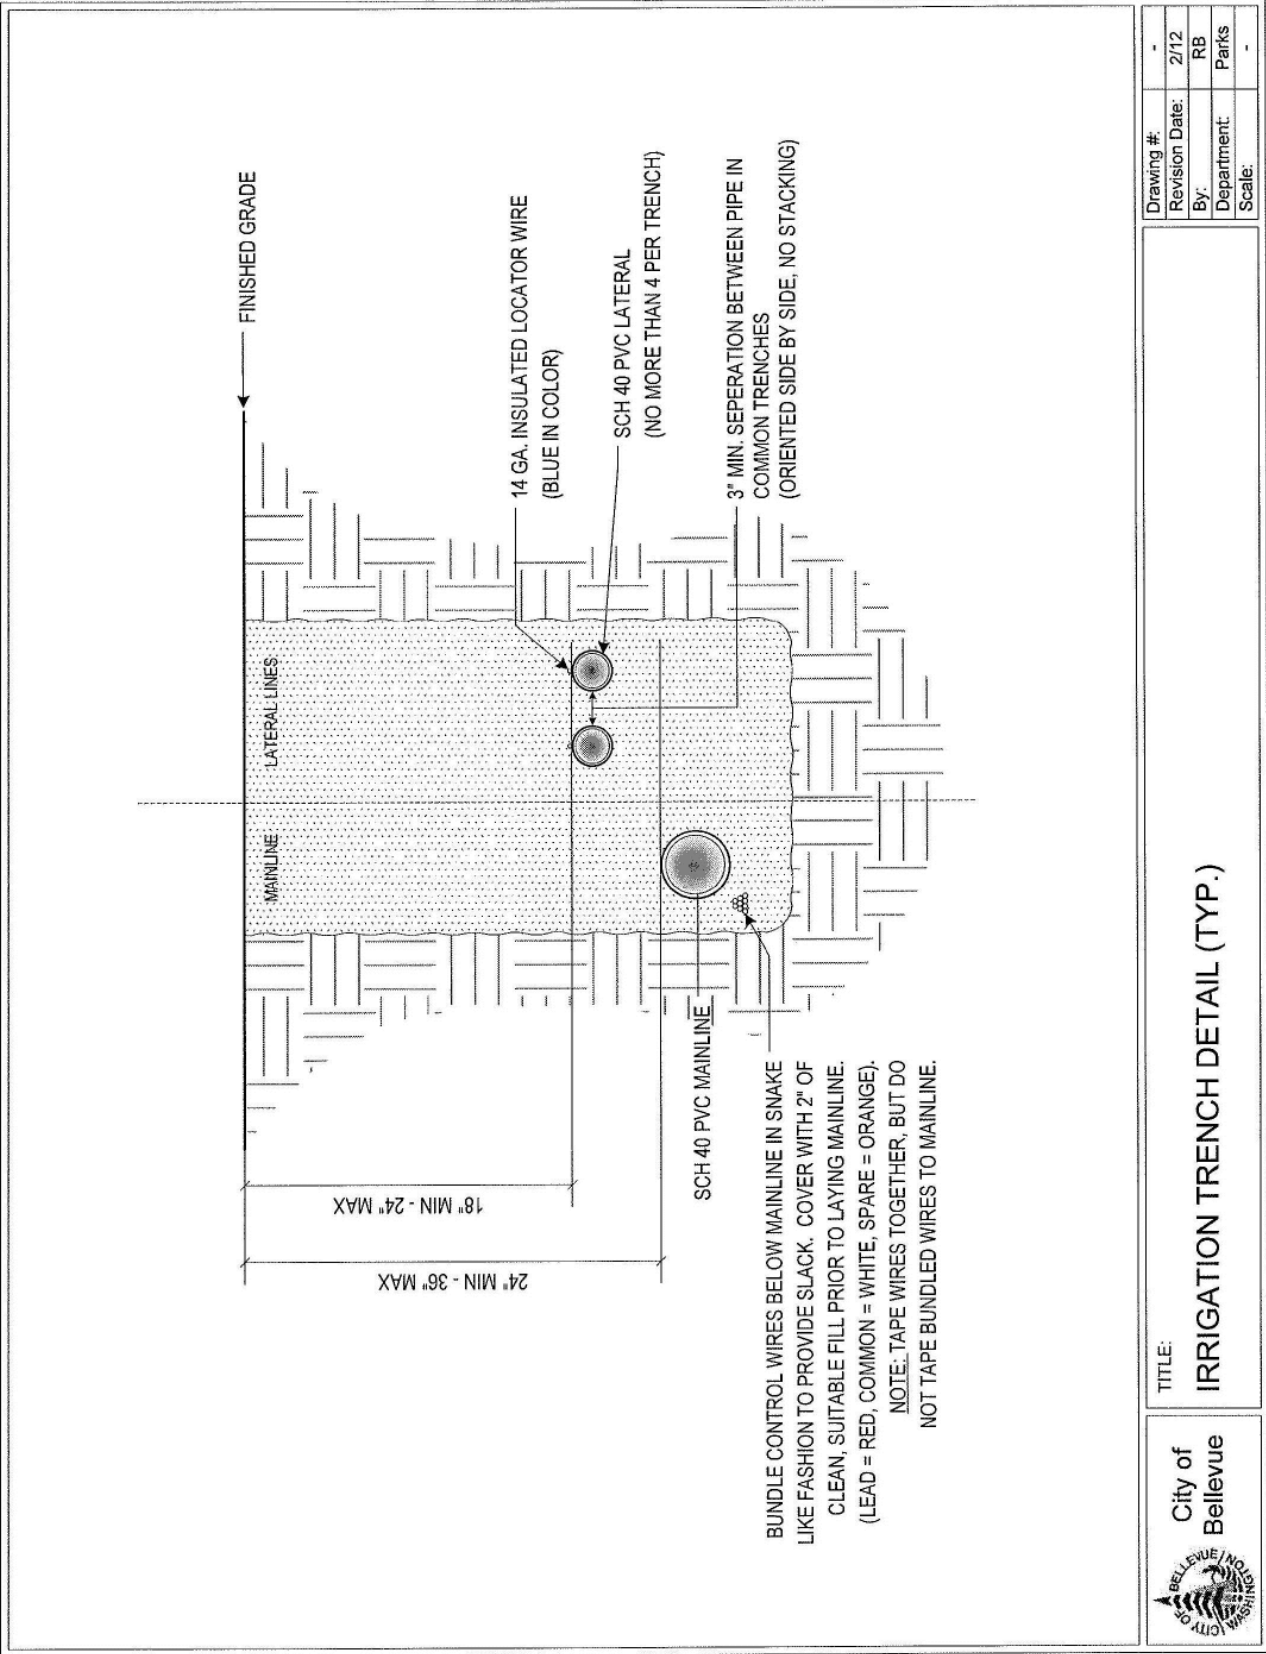 FINISHED GRADE
MAINLINE
LATERAL LINES
14 GA. INSULATED LOCATOR WIRE
(BLUE IN COLOR)
SCH 40 PVC LATERAL
(NO MORE THAN 4 PER TRENCH)
3" MIN. SEPERATION BETWEEN PIPE IN
COMMON TRENCHES
(ORIENTED SIDE BY SIDE, NO STACKING)
18" MIN - 24" MAX
24" MIN - 36" MAX
SCH 40 PVC MAINLINE
BUNDLE CONTROL WIRES BELOW MAINLINE IN SNAKE
LIKE FASHION TO PROVIDE SLACK. COVER WITH 2" OF
CLEAN, SUITABLE FILL PRIOR TO LAYING MAINLINE.
(LEAD = RED, COMMON = WHITE, SPARE = ORANGE).
NOTE: TAPE WIRES TOGETHER, BUT DO
NOT TAPE BUNDLED WIRES TO MAINLINE.
CITY OF BELLEVUE
WASHINGTON
City of
Bellevue
TITLE:
IRRIGATION TRENCH DETAIL (TYP.)
Drawing #: -
Revision Date: 2/12
By: RB
Department: Parks
Scale: -